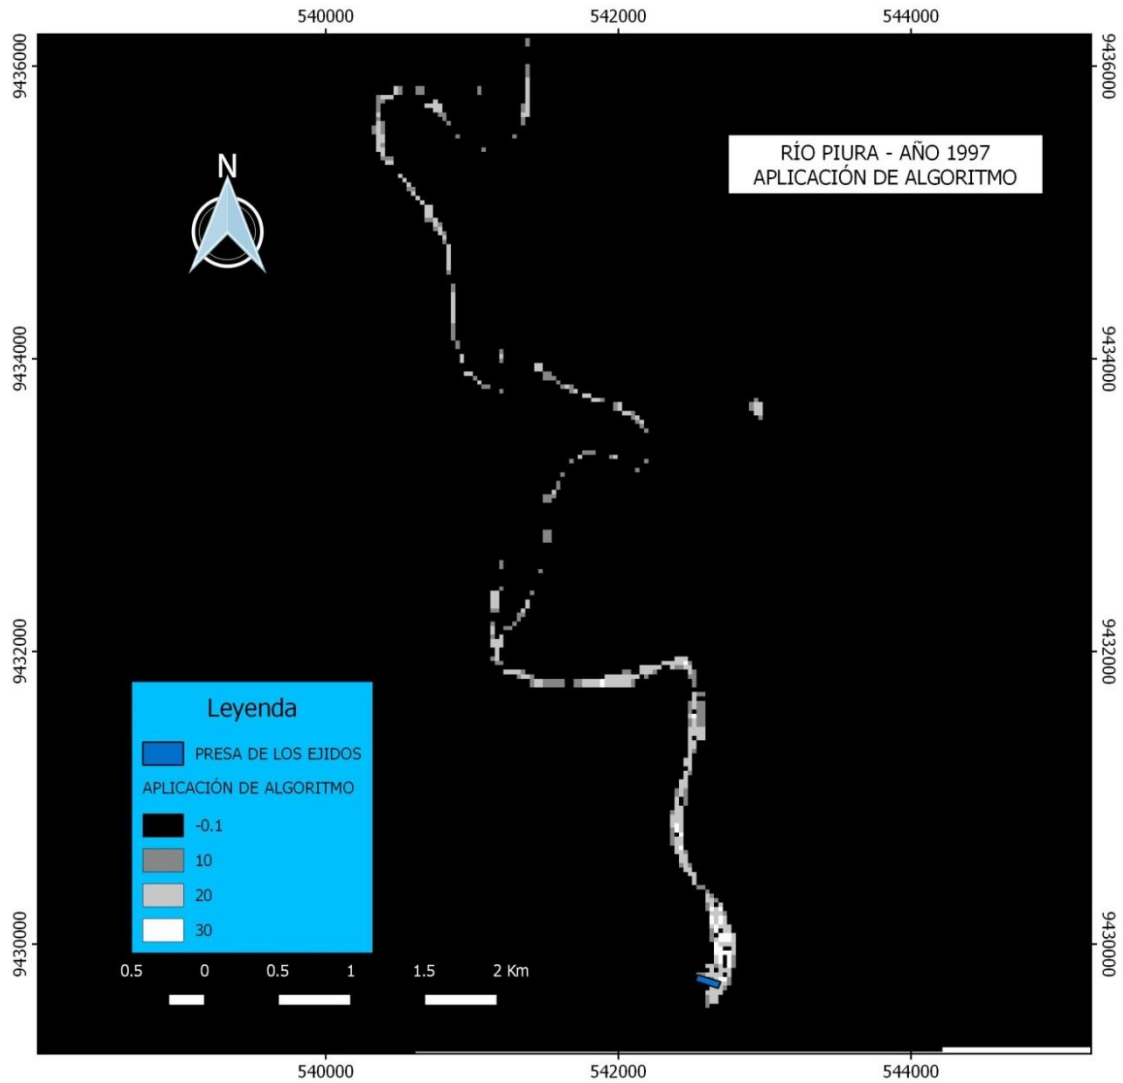 540000 542000 544000
9436000 9436000
RÍO PIURA - AÑO 1997
APLICACIÓN DE ALGORITMO
N
9434000 9434000
9432000 9432000
Leyenda
PRESA DE LOS EJIDOS
APLICACIÓN DE ALGORITMO
-0.1
10
20
30
9430000 9430000
0.5 0 0.5 1 1.5 2 Km
540000 542000 544000